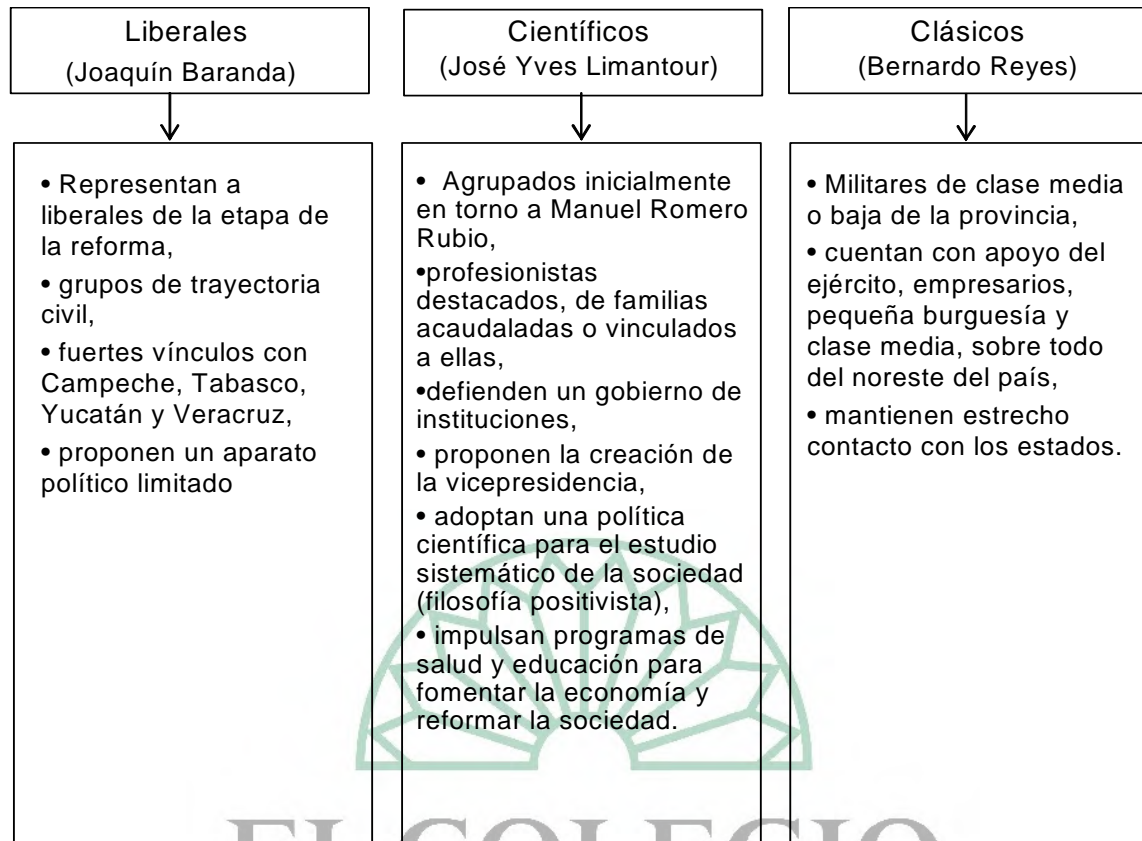 Liberales
(Joaquín Baranda)
• Representan a
liberales de la etapa de
la reforma,
• grupos de trayectoria
civil,
• fuertes vínculos con
Campeche, Tabasco,
Yucatán y Veracruz,
• proponen un aparato
político limitado
Científicos
(José Yves Limantour)
• Agrupados inicialmente
en torno a Manuel Romero
Rubio,
•profesionistas
destacados, de familias
acaudaladas o vinculados
a ellas,
•defienden un gobierno de
instituciones,
• proponen la creación de
la vicepresidencia,
• adoptan una política
científica para el estudio
sistemático de la sociedad
(filosofía positivista),
• impulsan programas de
salud y educación para
fomentar la economía y
reformar la sociedad.
Clásicos
(Bernardo Reyes)
• Militares de clase media
o baja de la provincia,
• cuentan con apoyo del
ejército, empresarios,
pequeña burguesía y
clase media, sobre todo
del noreste del país,
• mantienen estrecho
contacto con los estados.
EL COLEGIO